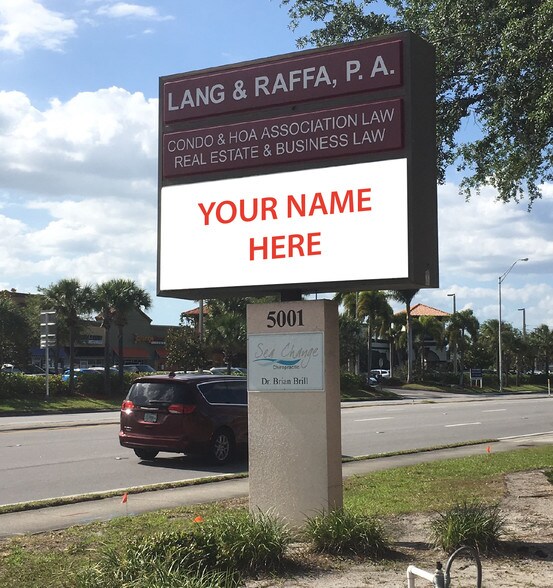 LANG & RAFFA, P. A.
CONDO & HOA ASSOCIATION LAW
REAL ESTATE & BUSINESS LAW
YOUR NAME
HERE
5001
Sea Change
Chiropractic
Dr. Brian Brill